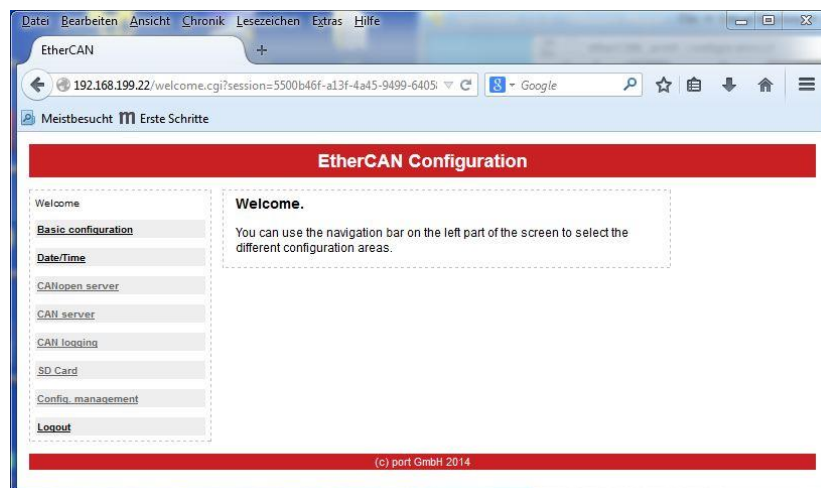 Datei Bearbeiten Ansicht Chronik Lesezeichen Extras Hilfe
EtherCAN
192.168.199.22/welcome.cgi?session=5500b46f-a13f-4a45-9499-6405
Google
Meistbesucht Erste Schritte
EtherCAN Configuration
Welcome
Basic configuration
Date/Time
CANopen server
CAN server
CAN logging
SD Card
Config. management
Logout
Welcome.
You can use the navigation bar on the left part of the screen to select the
different configuration areas.
(c) port GmbH 2014